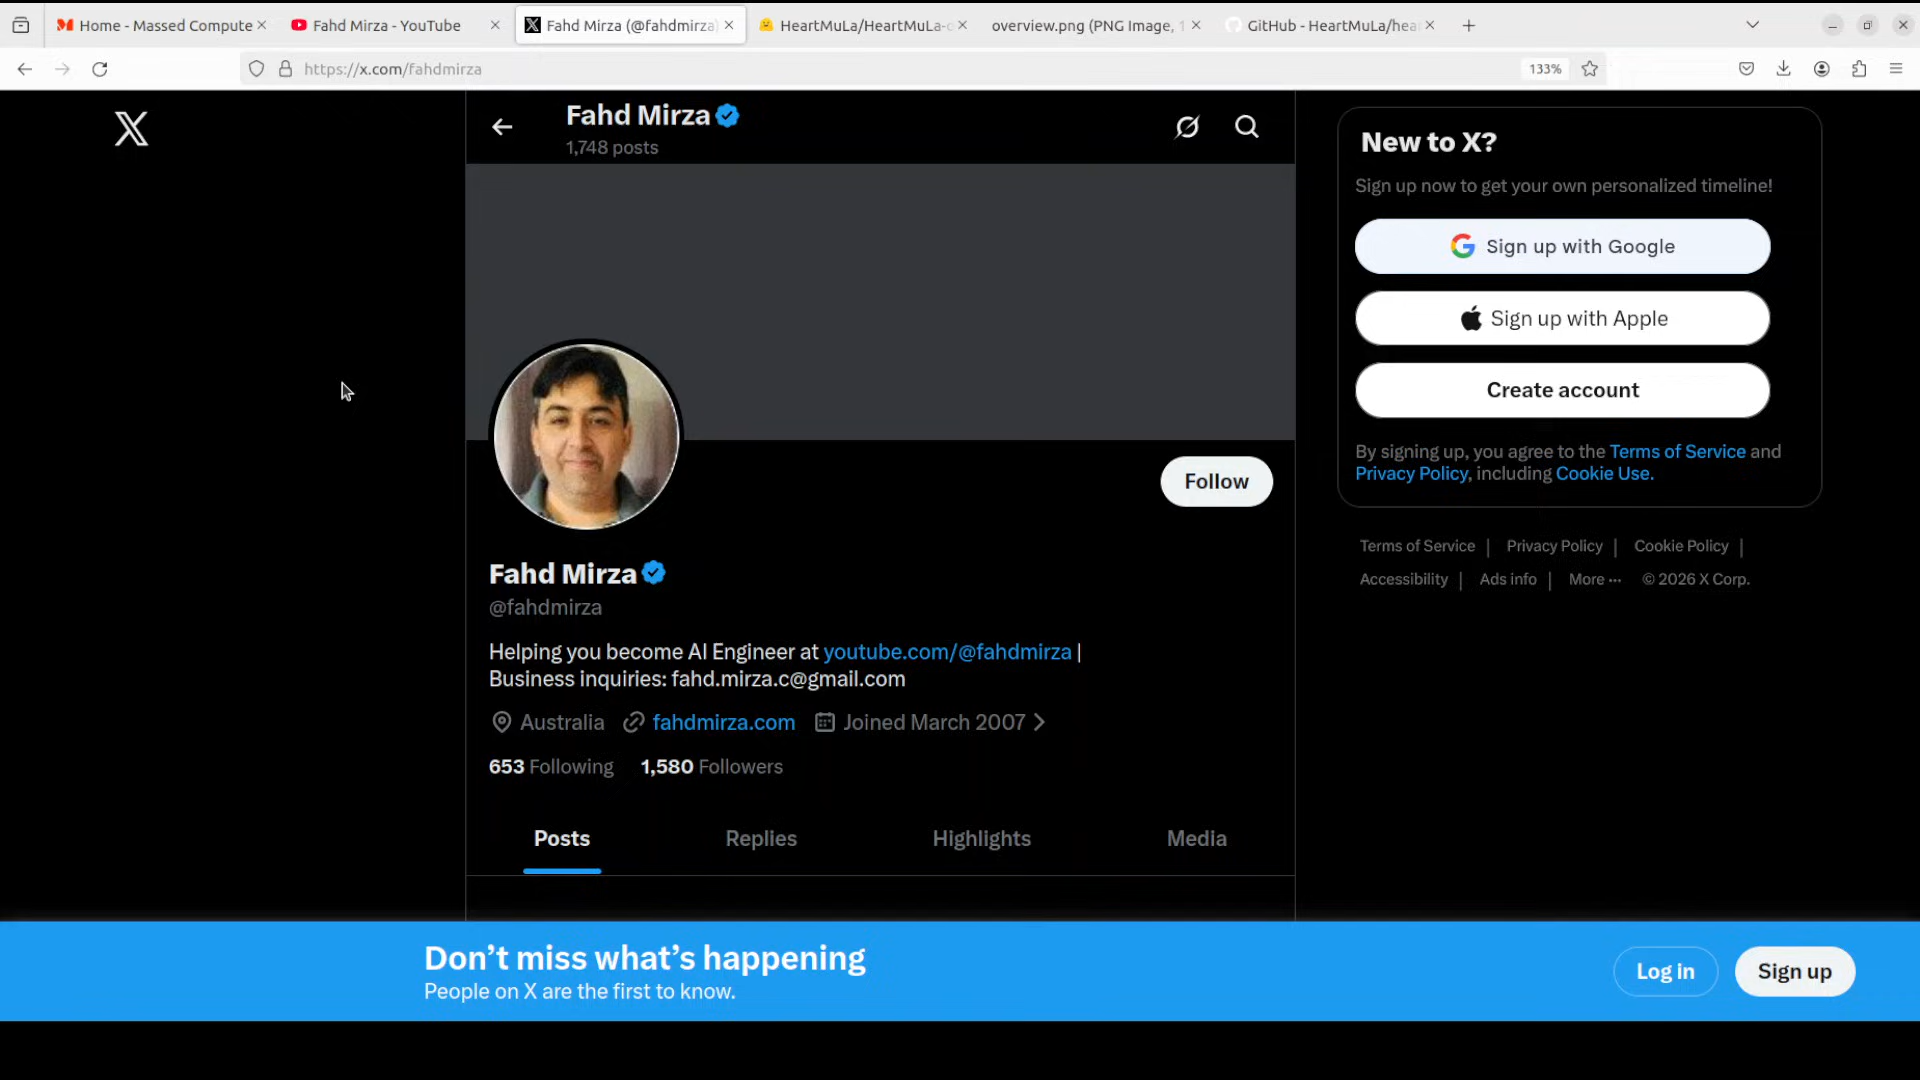 Home - Massed Compute
Fahd Mirza - YouTube
Fahd Mirza (@fahdmirza)
HeartMuLa/HeartMuLa-o
overview.png (PNG Image, 1
GitHub - HeartMuLa/hea
https://x.com/fahdmirza
133%
Fahd Mirza
1,748 posts
Follow
Fahd Mirza
@fahdmirza
Helping you become AI Engineer at youtube.com/@fahdmirza |
Business inquiries: fahd.mirza.c@gmail.com
Australia fahdmirza.com Joined March 2007
653 Following 1,580 Followers
Posts Replies Highlights Media
New to X?
Sign up now to get your own personalized timeline!
Sign up with Google
Sign up with Apple
Create account
By signing up, you agree to the Terms of Service and
Privacy Policy, including Cookie Use.
Terms of Service | Privacy Policy | Cookie Policy |
Accessibility | Ads info | More ··· © 2026 X Corp.
Don’t miss what’s happening
People on X are the first to know.
Log in
Sign up